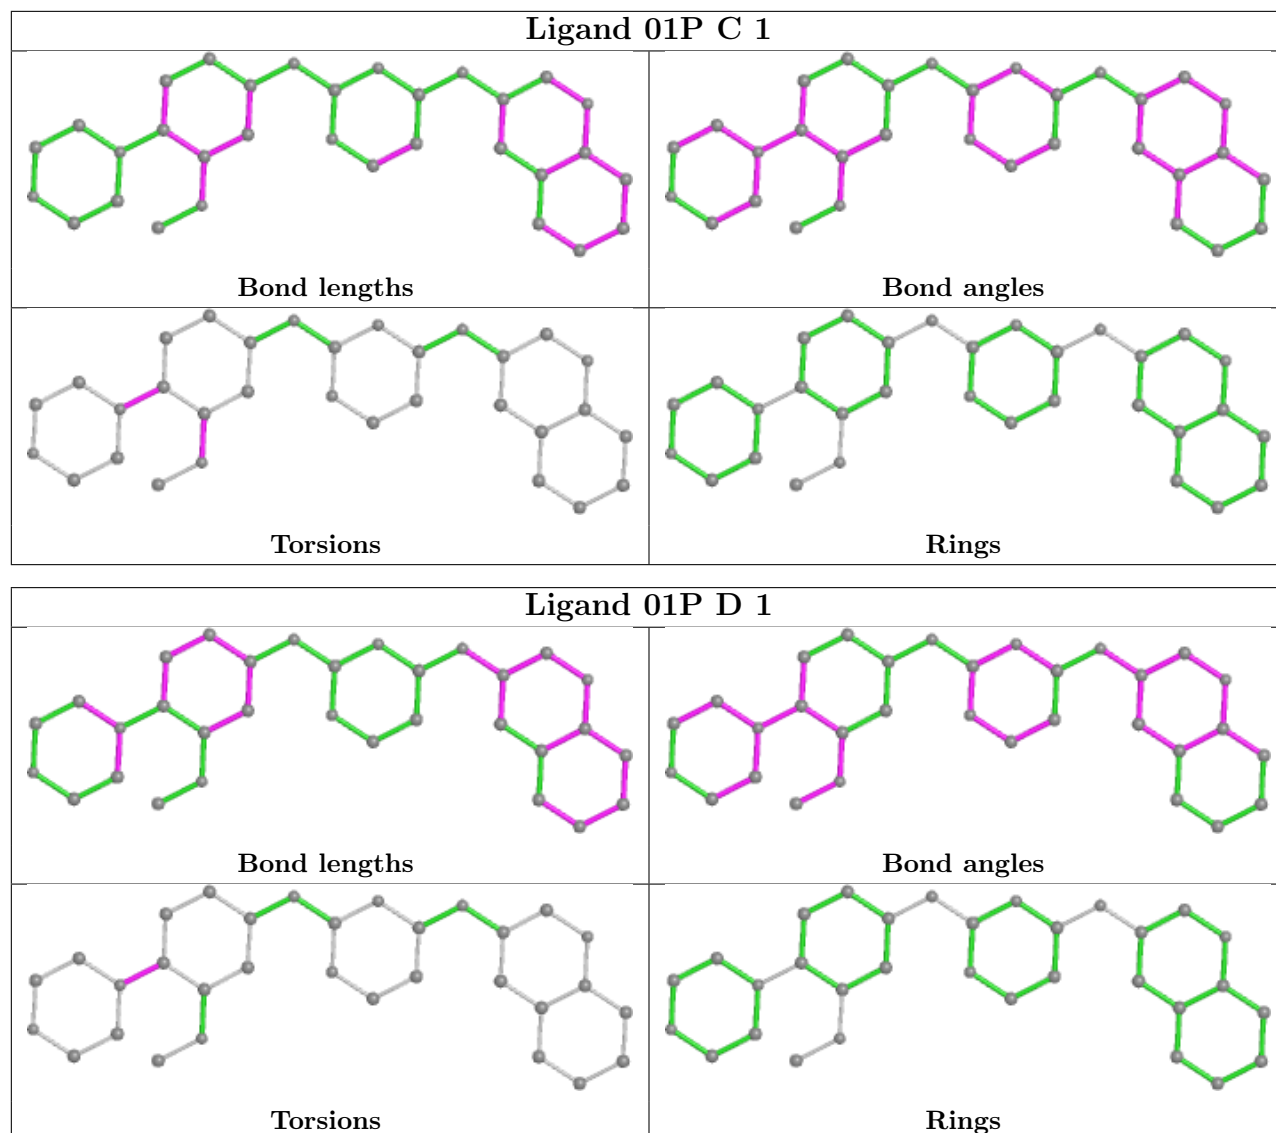 Ligand 01P C 1
Bond lengths
Bond angles
Torsions
Rings
Ligand 01P D 1
Bond lengths
Bond angles
Torsions
Rings